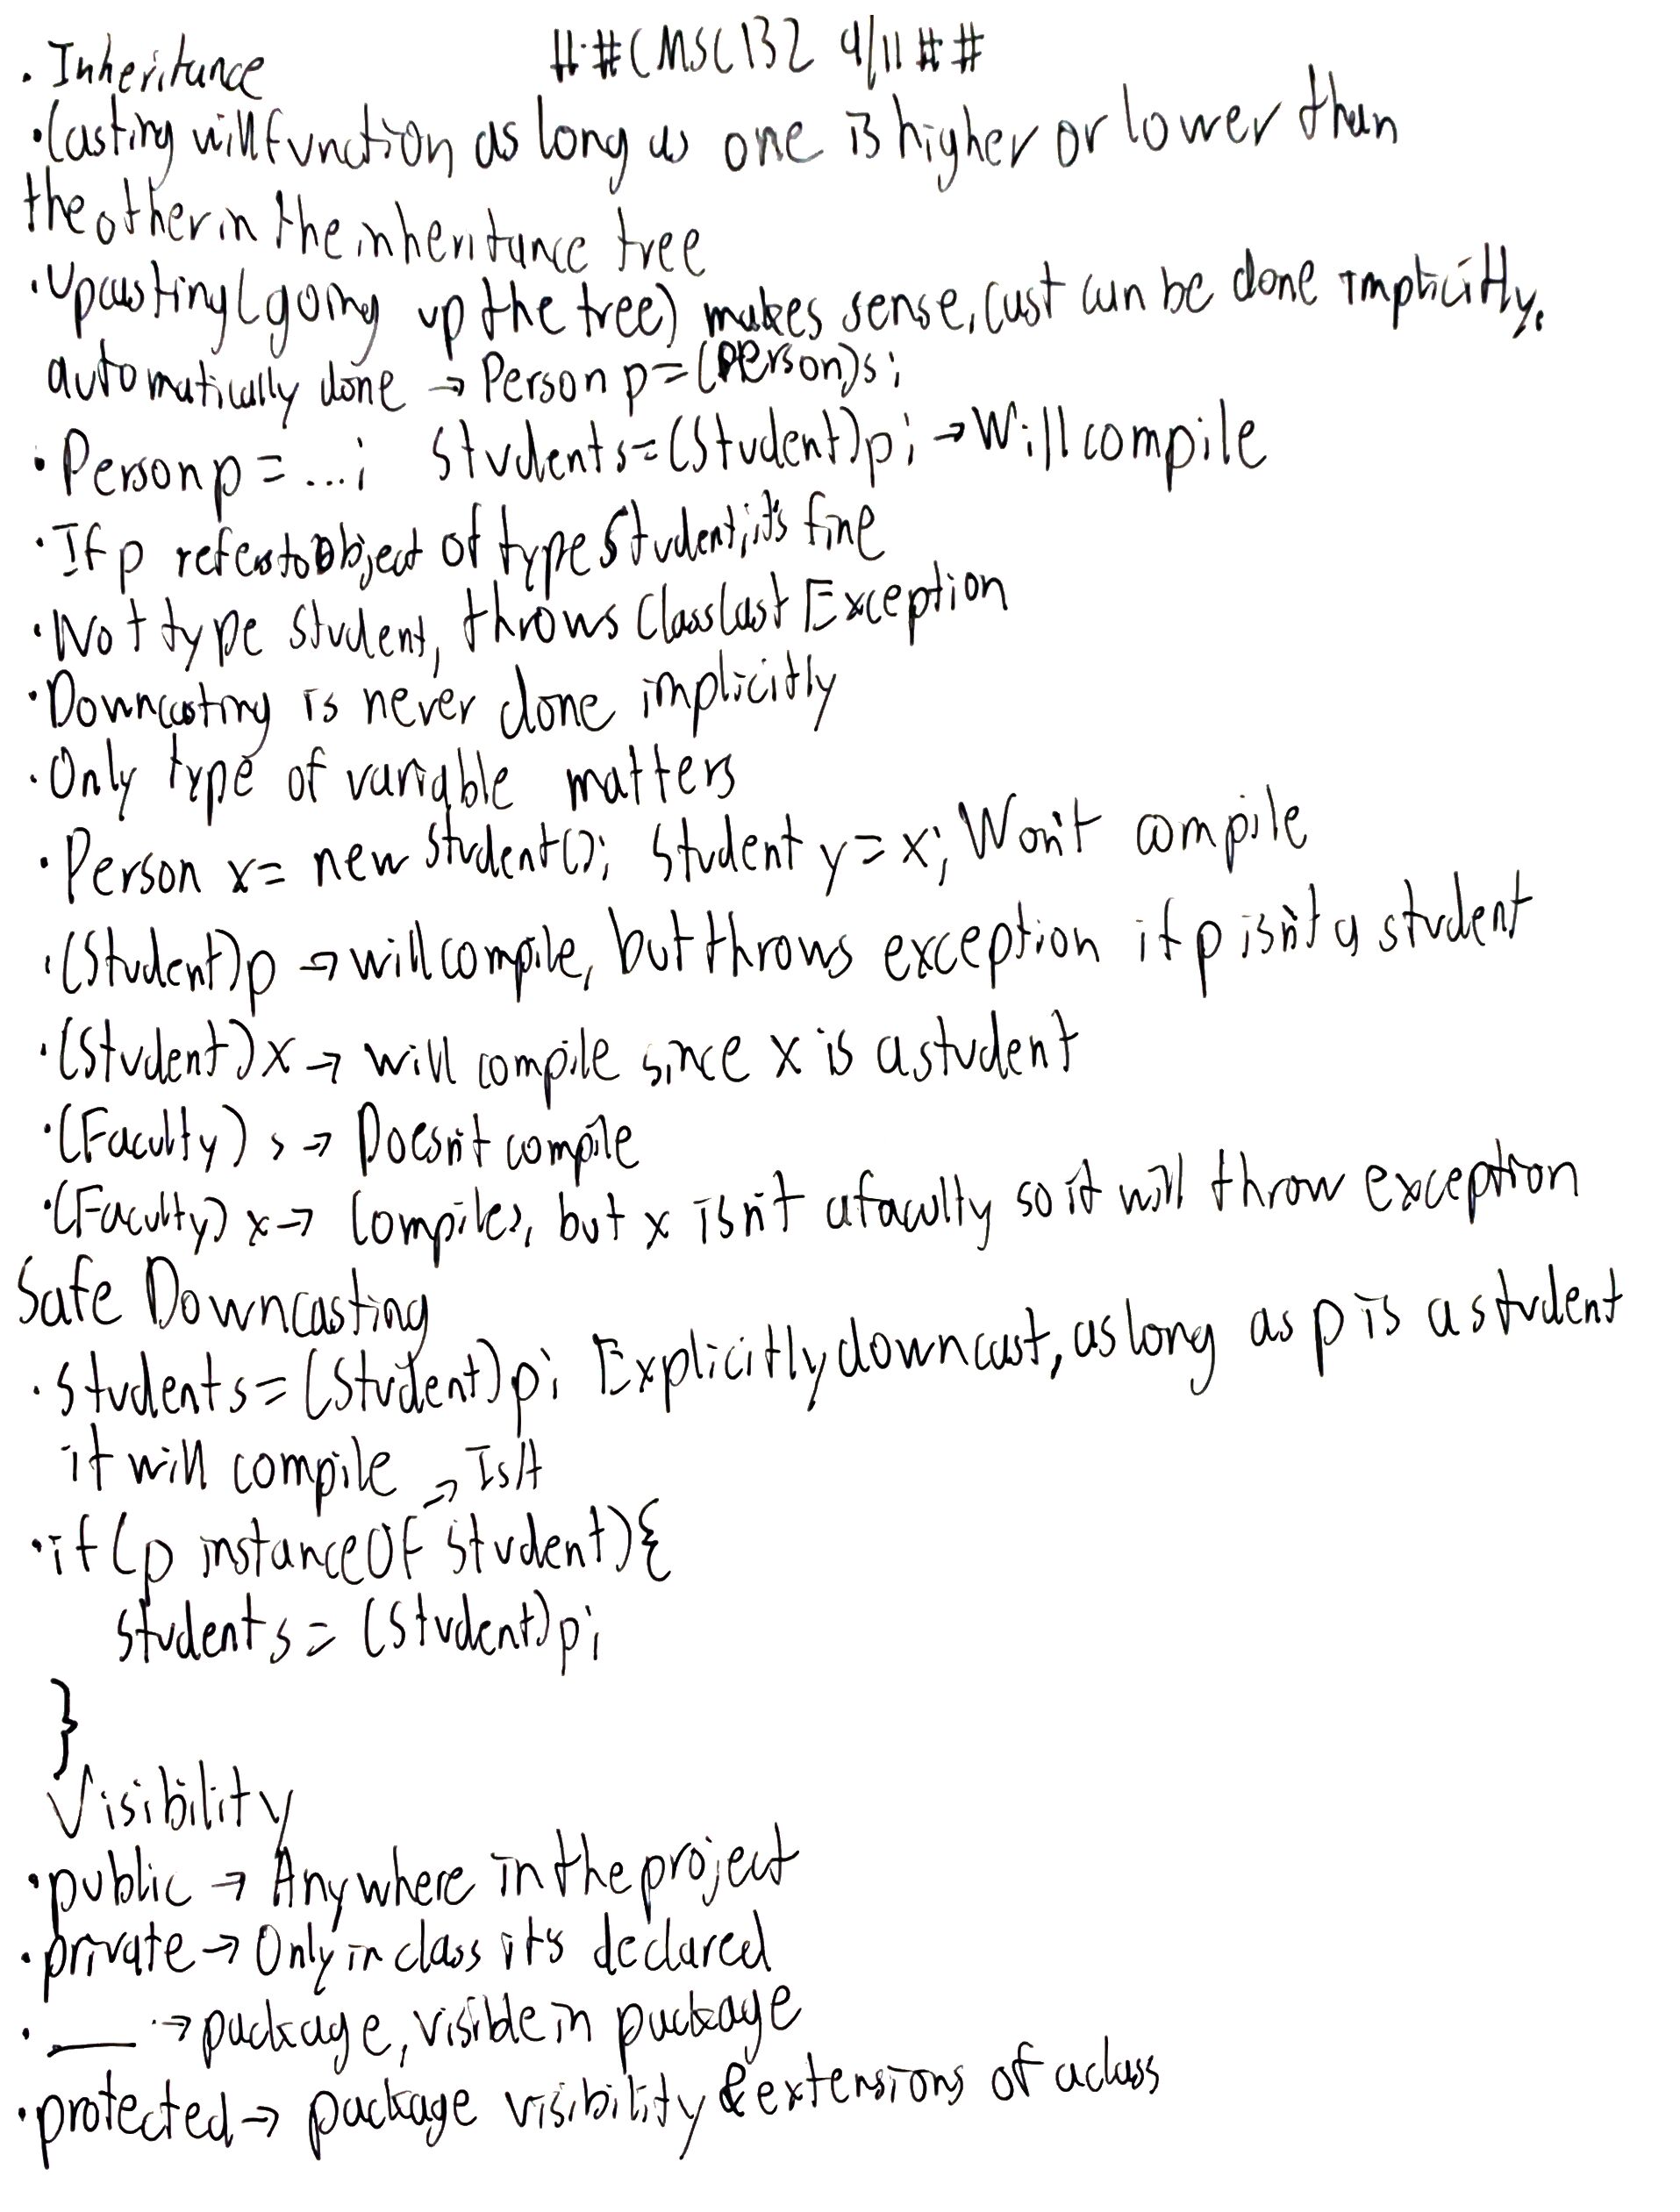 · Inheritance
##CMSC132 9/11##
· Casting will function as long as one is higher or lower than
the other in the inheritance tree
· Upcasting (going up the tree) makes sense, cast can be done implicitly.
automatically done → Person p=(Person)s;
· Person p = ...; Student s=(Student)p; → Will compile
· If p refers to object of type Student, it's fine
· Not type Student, throws ClassCastException
· Downcasting is never done implicitly
· Only type of variable matters
· Person x= new Student(); Student y=x; Won't compile
· (Student)p → will compile, but throws exception if p isn't a student
· (Student)x → will compile since x is a student
· (Faculty) s → Doesn't compile
· (Faculty) x → Compiles, but x isn't a faculty so it will throw exception
Safe Downcasting
· Student s=(Student)p; Explicitly downcast, as long as p is a student
it will compile → IsA
· if (p instanceOf Student){
Student s = (Student)p;
}
Visibility
· public → Anywhere in the project
· private → Only in class it's declared
· ___ → package, visible in package
· protected → package visibility & extensions of a class